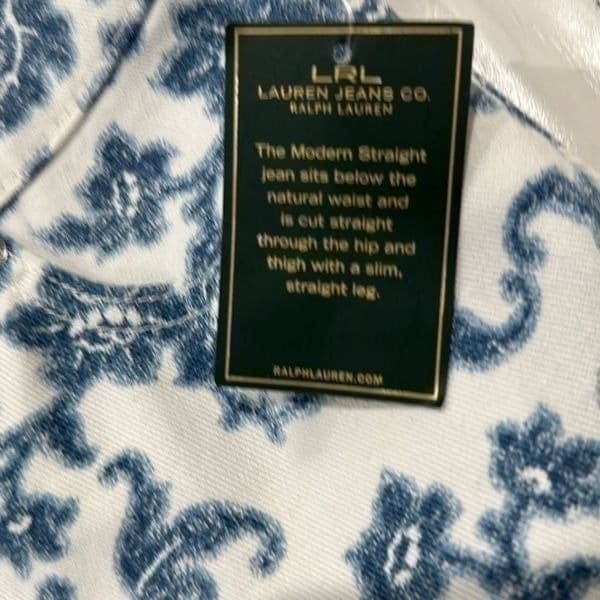 LRL
LAUREN JEANS CO.
RALPH LAUREN
The Modern Straight
jean sits below the
natural waist and
is cut straight
through the hip and
thigh with a slim,
straight leg.
RALPHLAUREN.COM